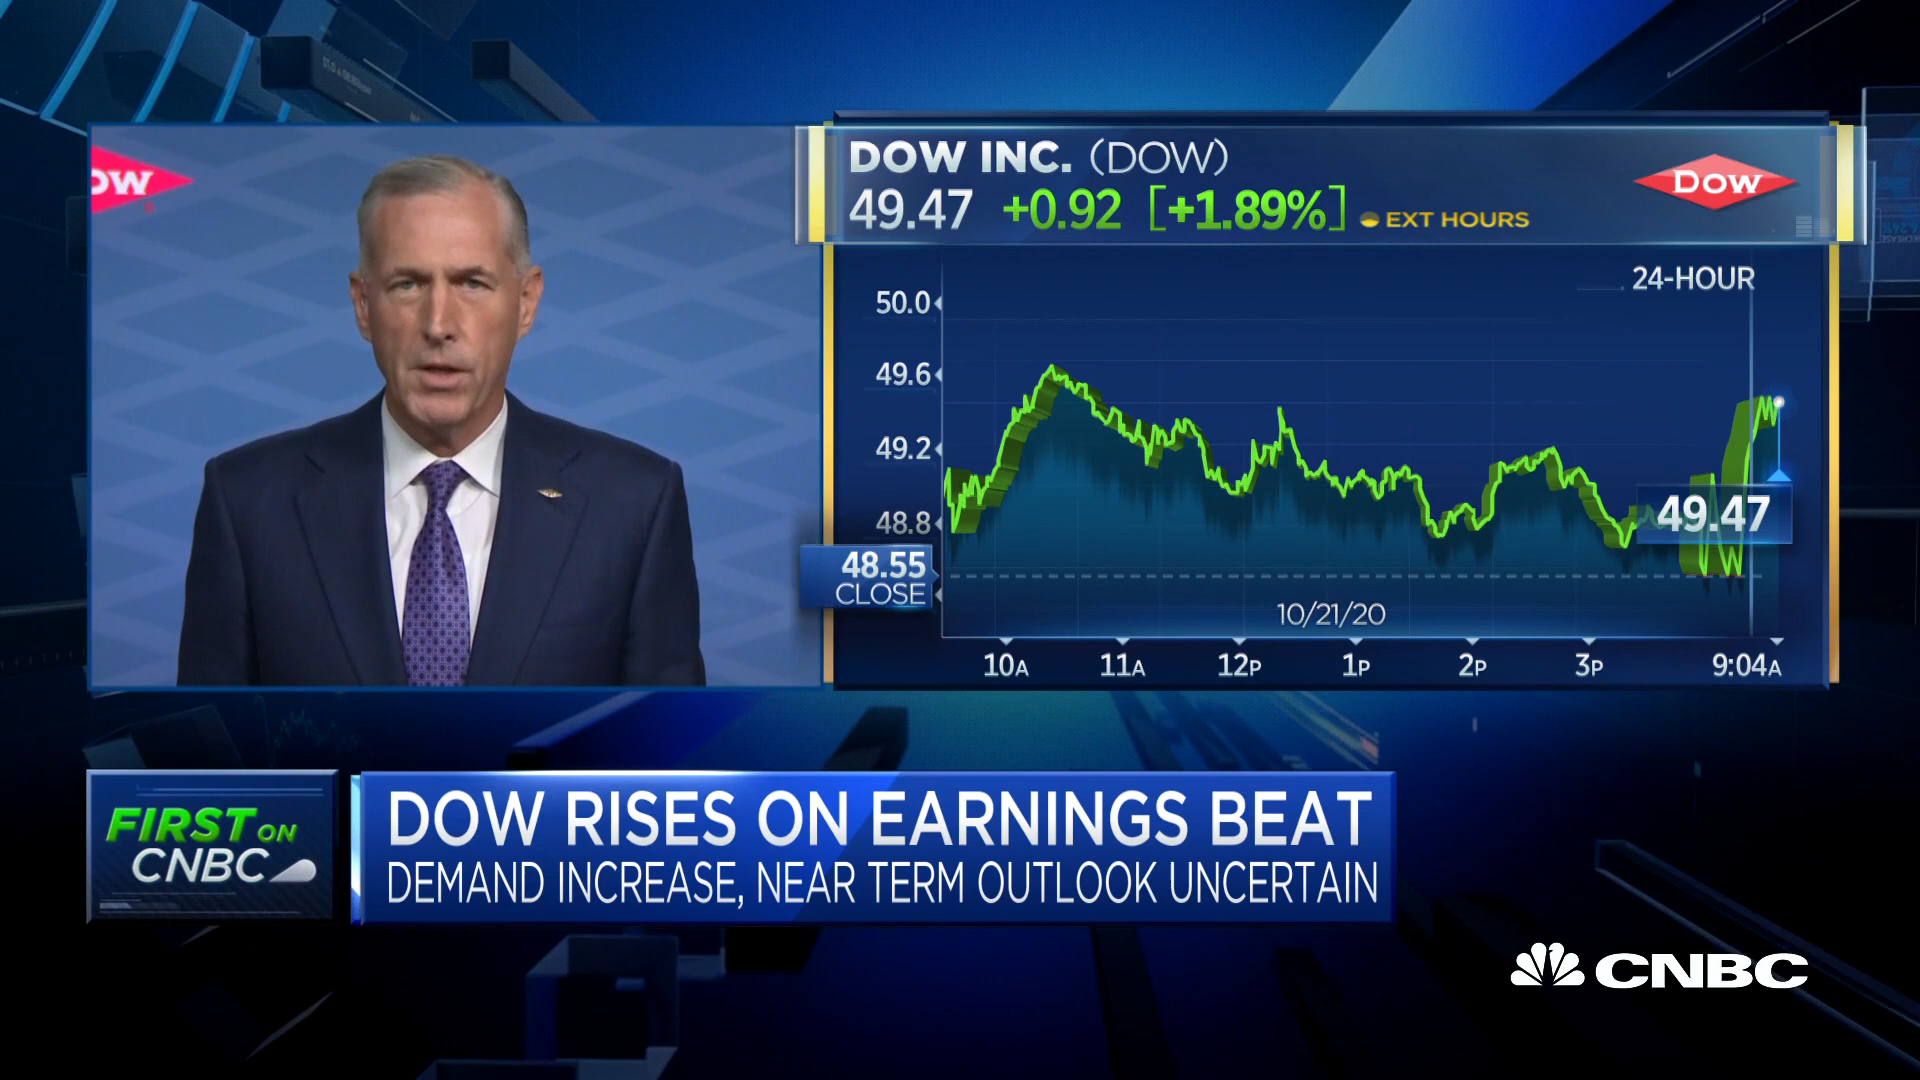 OW
DOW INC. (DOW)
49.47 +0.92 [+1.89%] EXT HOURS
Dow
24-HOUR
50.0
49.6
49.2
48.8
49.47
48.55
CLOSE
10/21/20
10A 11A 12P 1P 2P 3P 9:04A
FIRST ON
CNBC
DOW RISES ON EARNINGS BEAT
DEMAND INCREASE, NEAR TERM OUTLOOK UNCERTAIN
CNBC